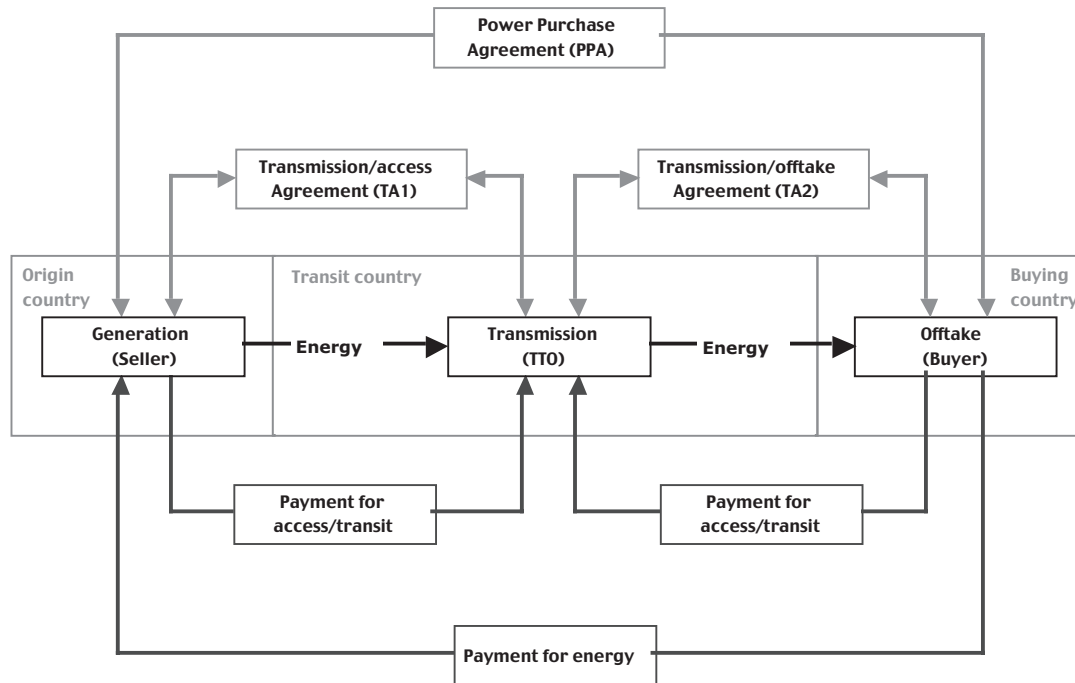 Power Purchase
Agreement (PPA)
Transmission/access
Agreement (TA1)
Transmission/offtake
Agreement (TA2)
Origin
country
Transit country
Buying
country
Generation
(Seller)
Energy
Transmission
(TTO)
Energy
Offtake
(Buyer)
Payment for
access/transit
Payment for
access/transit
Payment for energy